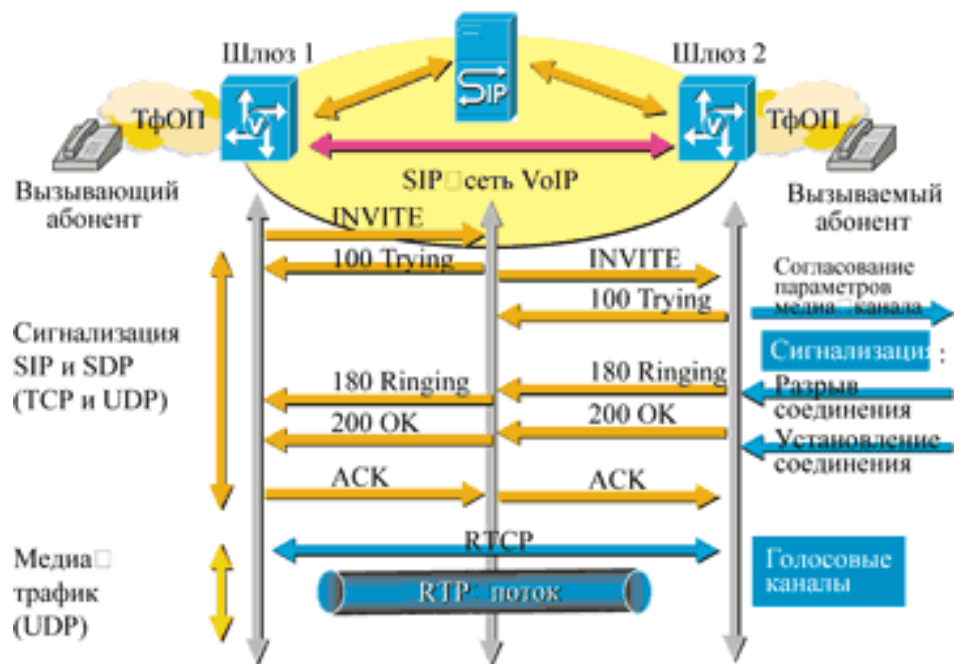 Шлюз 1
Шлюз 2
SIP
V
V
ТфОП
ТфОП
SIP□сеть VoIP
Вызывающий
абонент
Вызываемый
абонент
INVITE
100 Trying
INVITE
100 Trying
Согласование
параметров
медиа□канала
Сигнализация
SIP и SDP
(TCP и UDP)
Сигнализация:
180 Ringing
180 Ringing
Разрыв
соединения
200 OK
200 OK
Установление
соединения
ACK
ACK
RTCP
Медиа□
трафик
(UDP)
RTP□поток
Голосовые
каналы